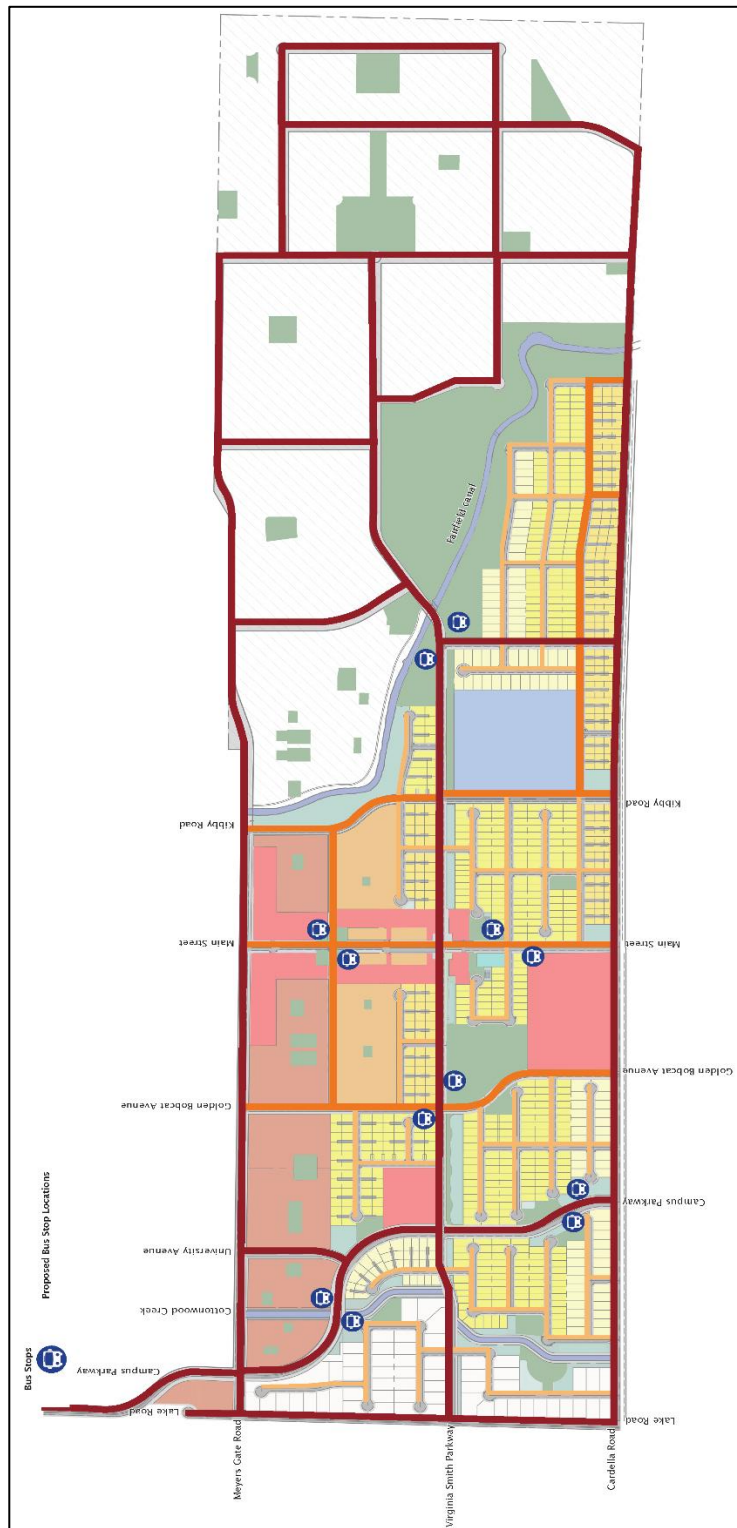 Fairfield Canal
Kibby Road
Kibby Road
Main Street
Main Street
Golden Bobcat Avenue
Golden Bobcat Avenue
Campus Parkway
University Avenue
Cottonwood Creek
Campus Parkway
Lake Road
Lake Road
Meyers Gate Road
Virginia Smith Parkway
Cardella Road
Bus Stops
Proposed Bus Stop Locations